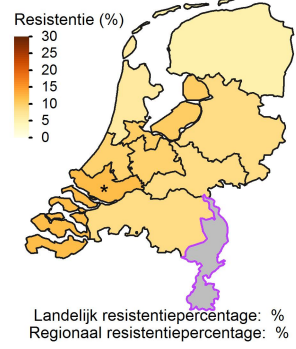 Resistentie (%)
30
25
20
15
10
5
0
*
Landelijk resistentiepercentage: %
Regionaal resistentiepercentage: %